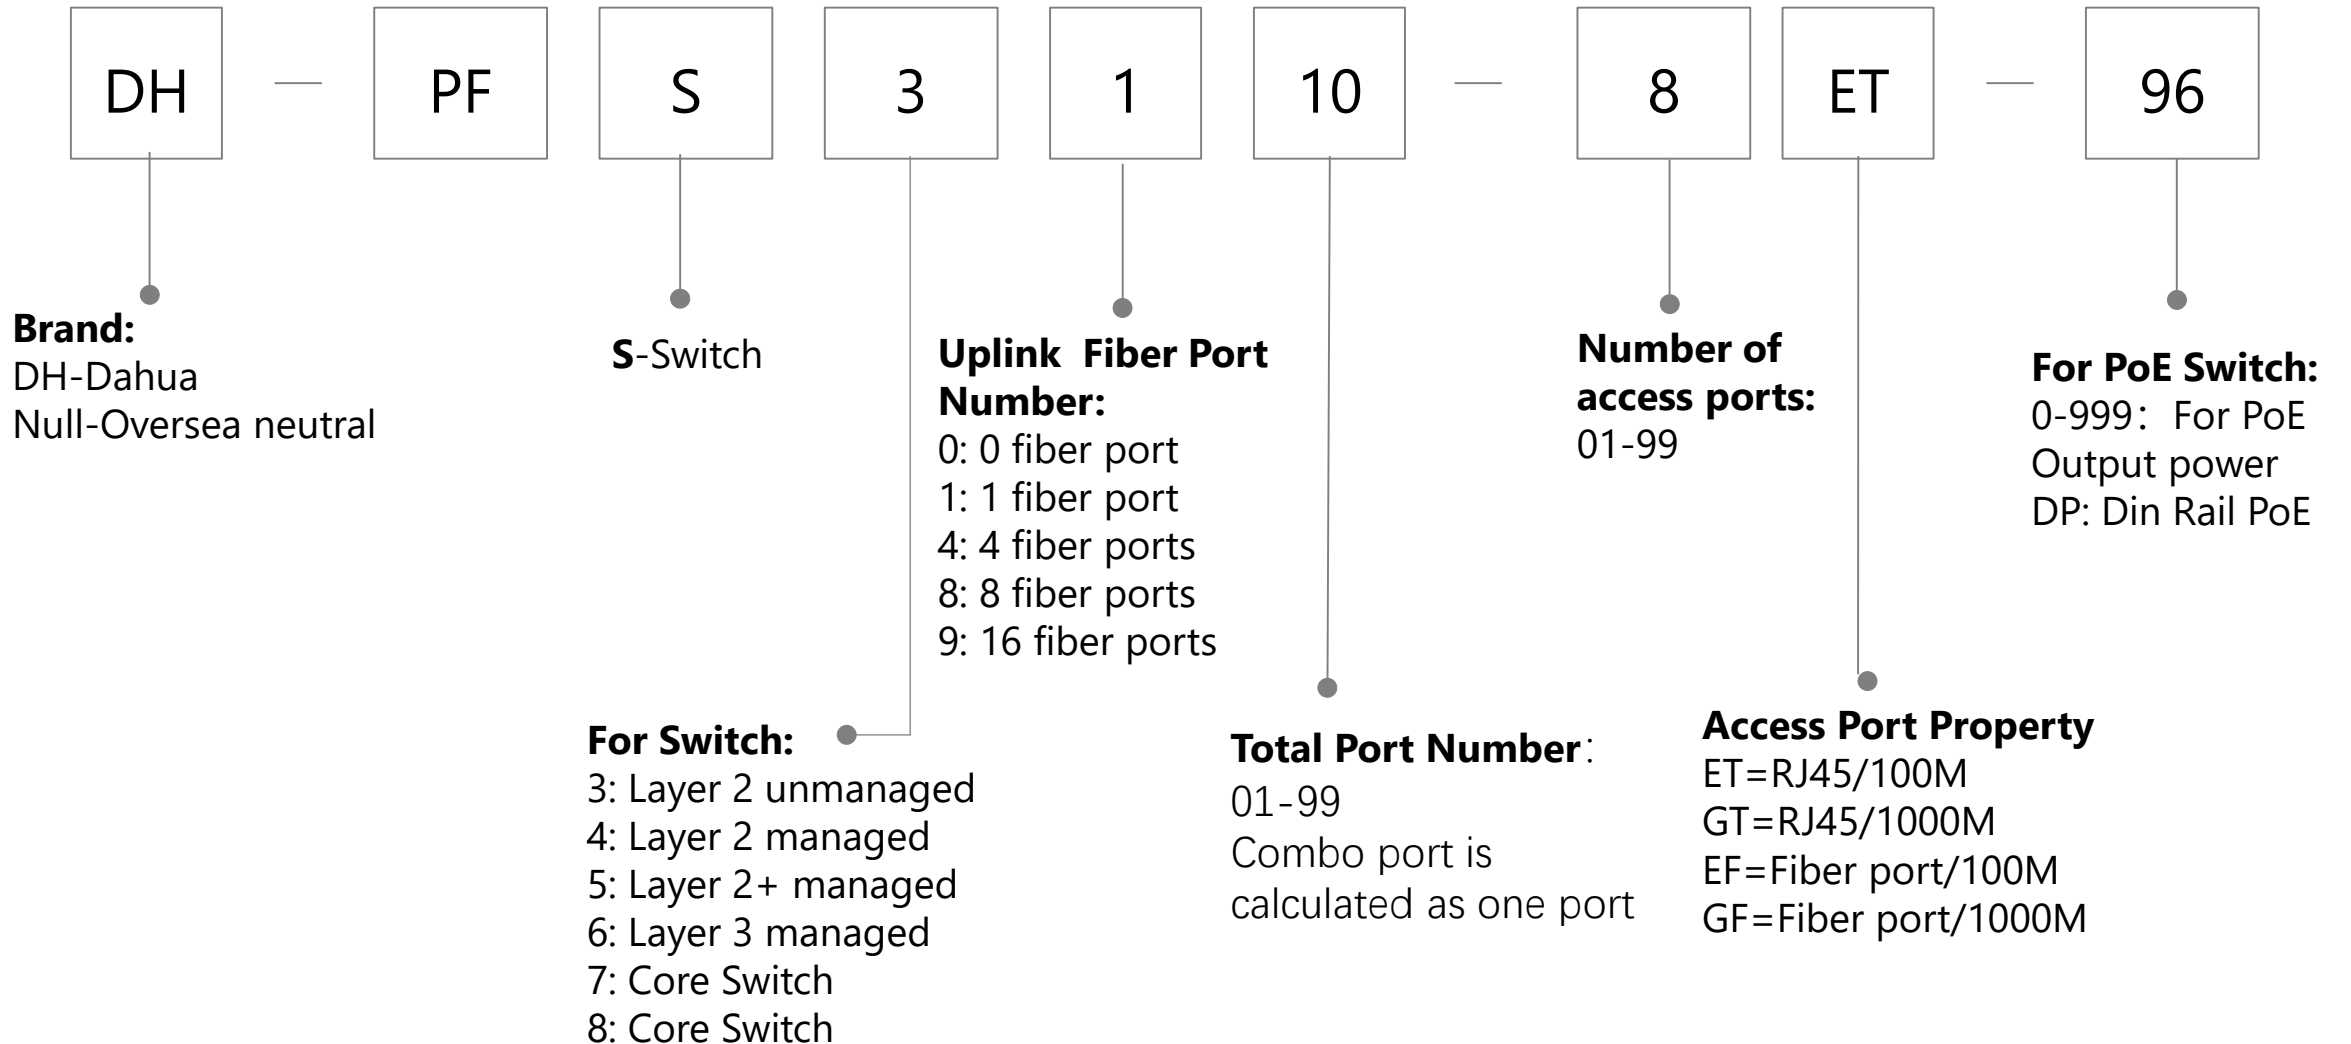 DH — PF S 3 1 10 — 8 ET — 96
Brand:
DH-Dahua
Null-Oversea neutral
S-Switch
For Switch:
3: Layer 2 unmanaged
4: Layer 2 managed
5: Layer 2+ managed
6: Layer 3 managed
7: Core Switch
8: Core Switch
Uplink  Fiber Port
Number:
0: 0 fiber port
1: 1 fiber port
4: 4 fiber ports
8: 8 fiber ports
9: 16 fiber ports
Total Port Number：
01-99
Combo port is
calculated as one port
Number of
access ports:
01-99
Access Port Property
ET=RJ45/100M
GT=RJ45/1000M
EF=Fiber port/100M
GF=Fiber port/1000M
For PoE Switch:
0-999：For PoE
Output power
DP: Din Rail PoE